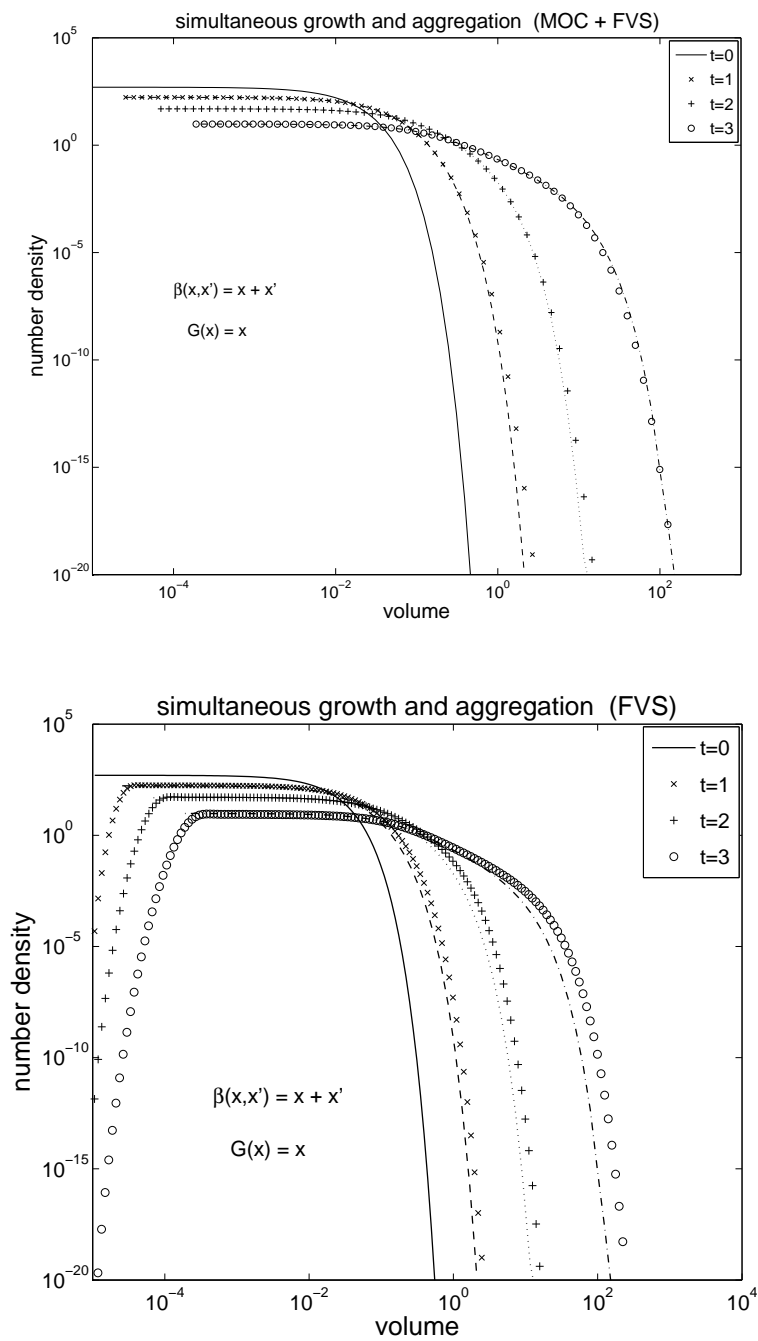 simultaneous growth and aggregation (MOC + FVS)
10^5
10^0
10^-5
10^-10
10^-15
10^-20
number density
t=0
t=1
t=2
t=3
β(x,x') = x + x'
G(x) = x
10^-4
10^-2
10^0
10^2
volume
simultaneous growth and aggregation (FVS)
10^5
10^0
10^-5
10^-10
10^-15
10^-20
number density
t=0
t=1
t=2
t=3
β(x,x') = x + x'
G(x) = x
10^-4
10^-2
10^0
10^2
10^4
volume